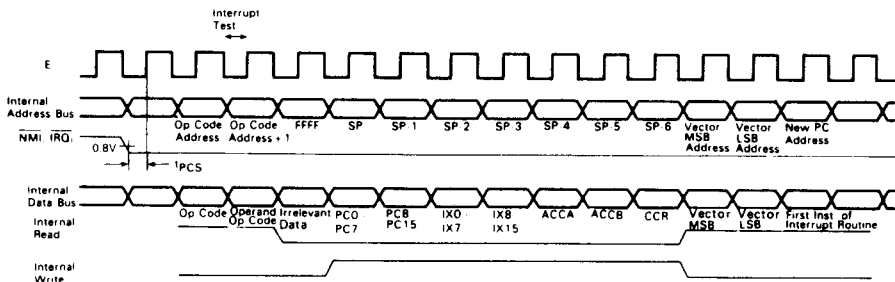 Interrupt
Test
E
Internal
Address Bus
Op Code
Address
Op Code
Address + 1
FFFF
SP
SP-1
SP-2
SP-3
SP-4
SP-5
SP-6
Vector
MSB
Address
Vector
LSB
Address
New PC
Address
NMI, IRQ1
0.8V
tPCS
Internal
Data Bus
Op Code
Operand
Op Code
Irrelevant
Data
PC0
PC7
PC8
PC15
IX0
IX7
IX8
IX15
ACCA
ACCB
CCR
Vector
MSB
Vector
LSB
First Inst of
Interrupt Routine
Internal
Read
Internal
Write